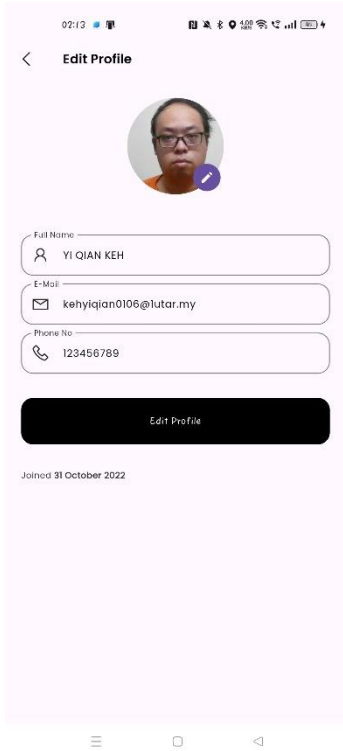 02:13
Edit Profile
Full Name
YI QIAN KEH
E-Mail
kehyiqian0106@1utar.my
Phone No
123456789
Edit Profile
Joined 31 October 2022